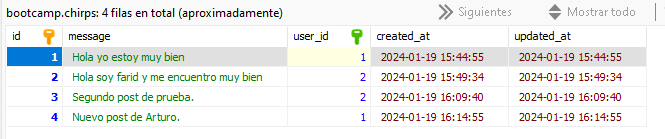 bootcamp.chirps: 4 filas en total (aproximadamente) Siguientes Mostrar todo
id message user_id created_at updated_at
1 Hola yo estoy muy bien 1 2024-01-19 15:44:55 2024-01-19 15:44:55
2 Hola soy farid y me encuentro muy bien 2 2024-01-19 15:49:34 2024-01-19 15:49:34
3 Segundo post de prueba. 2 2024-01-19 16:09:40 2024-01-19 16:09:40
4 Nuevo post de Arturo. 1 2024-01-19 16:14:55 2024-01-19 16:14:55